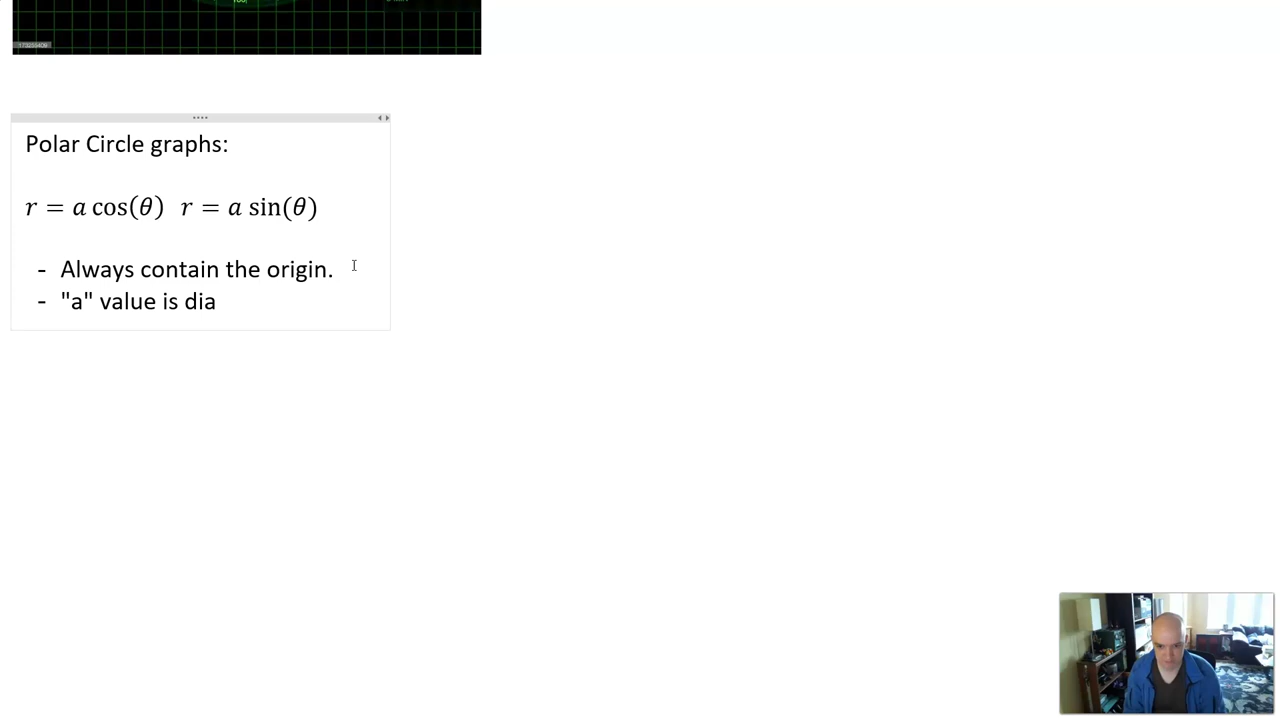 Polar Circle graphs:
r = a cos(θ) r = a sin(θ)
- Always contain the origin.
- "a" value is dia